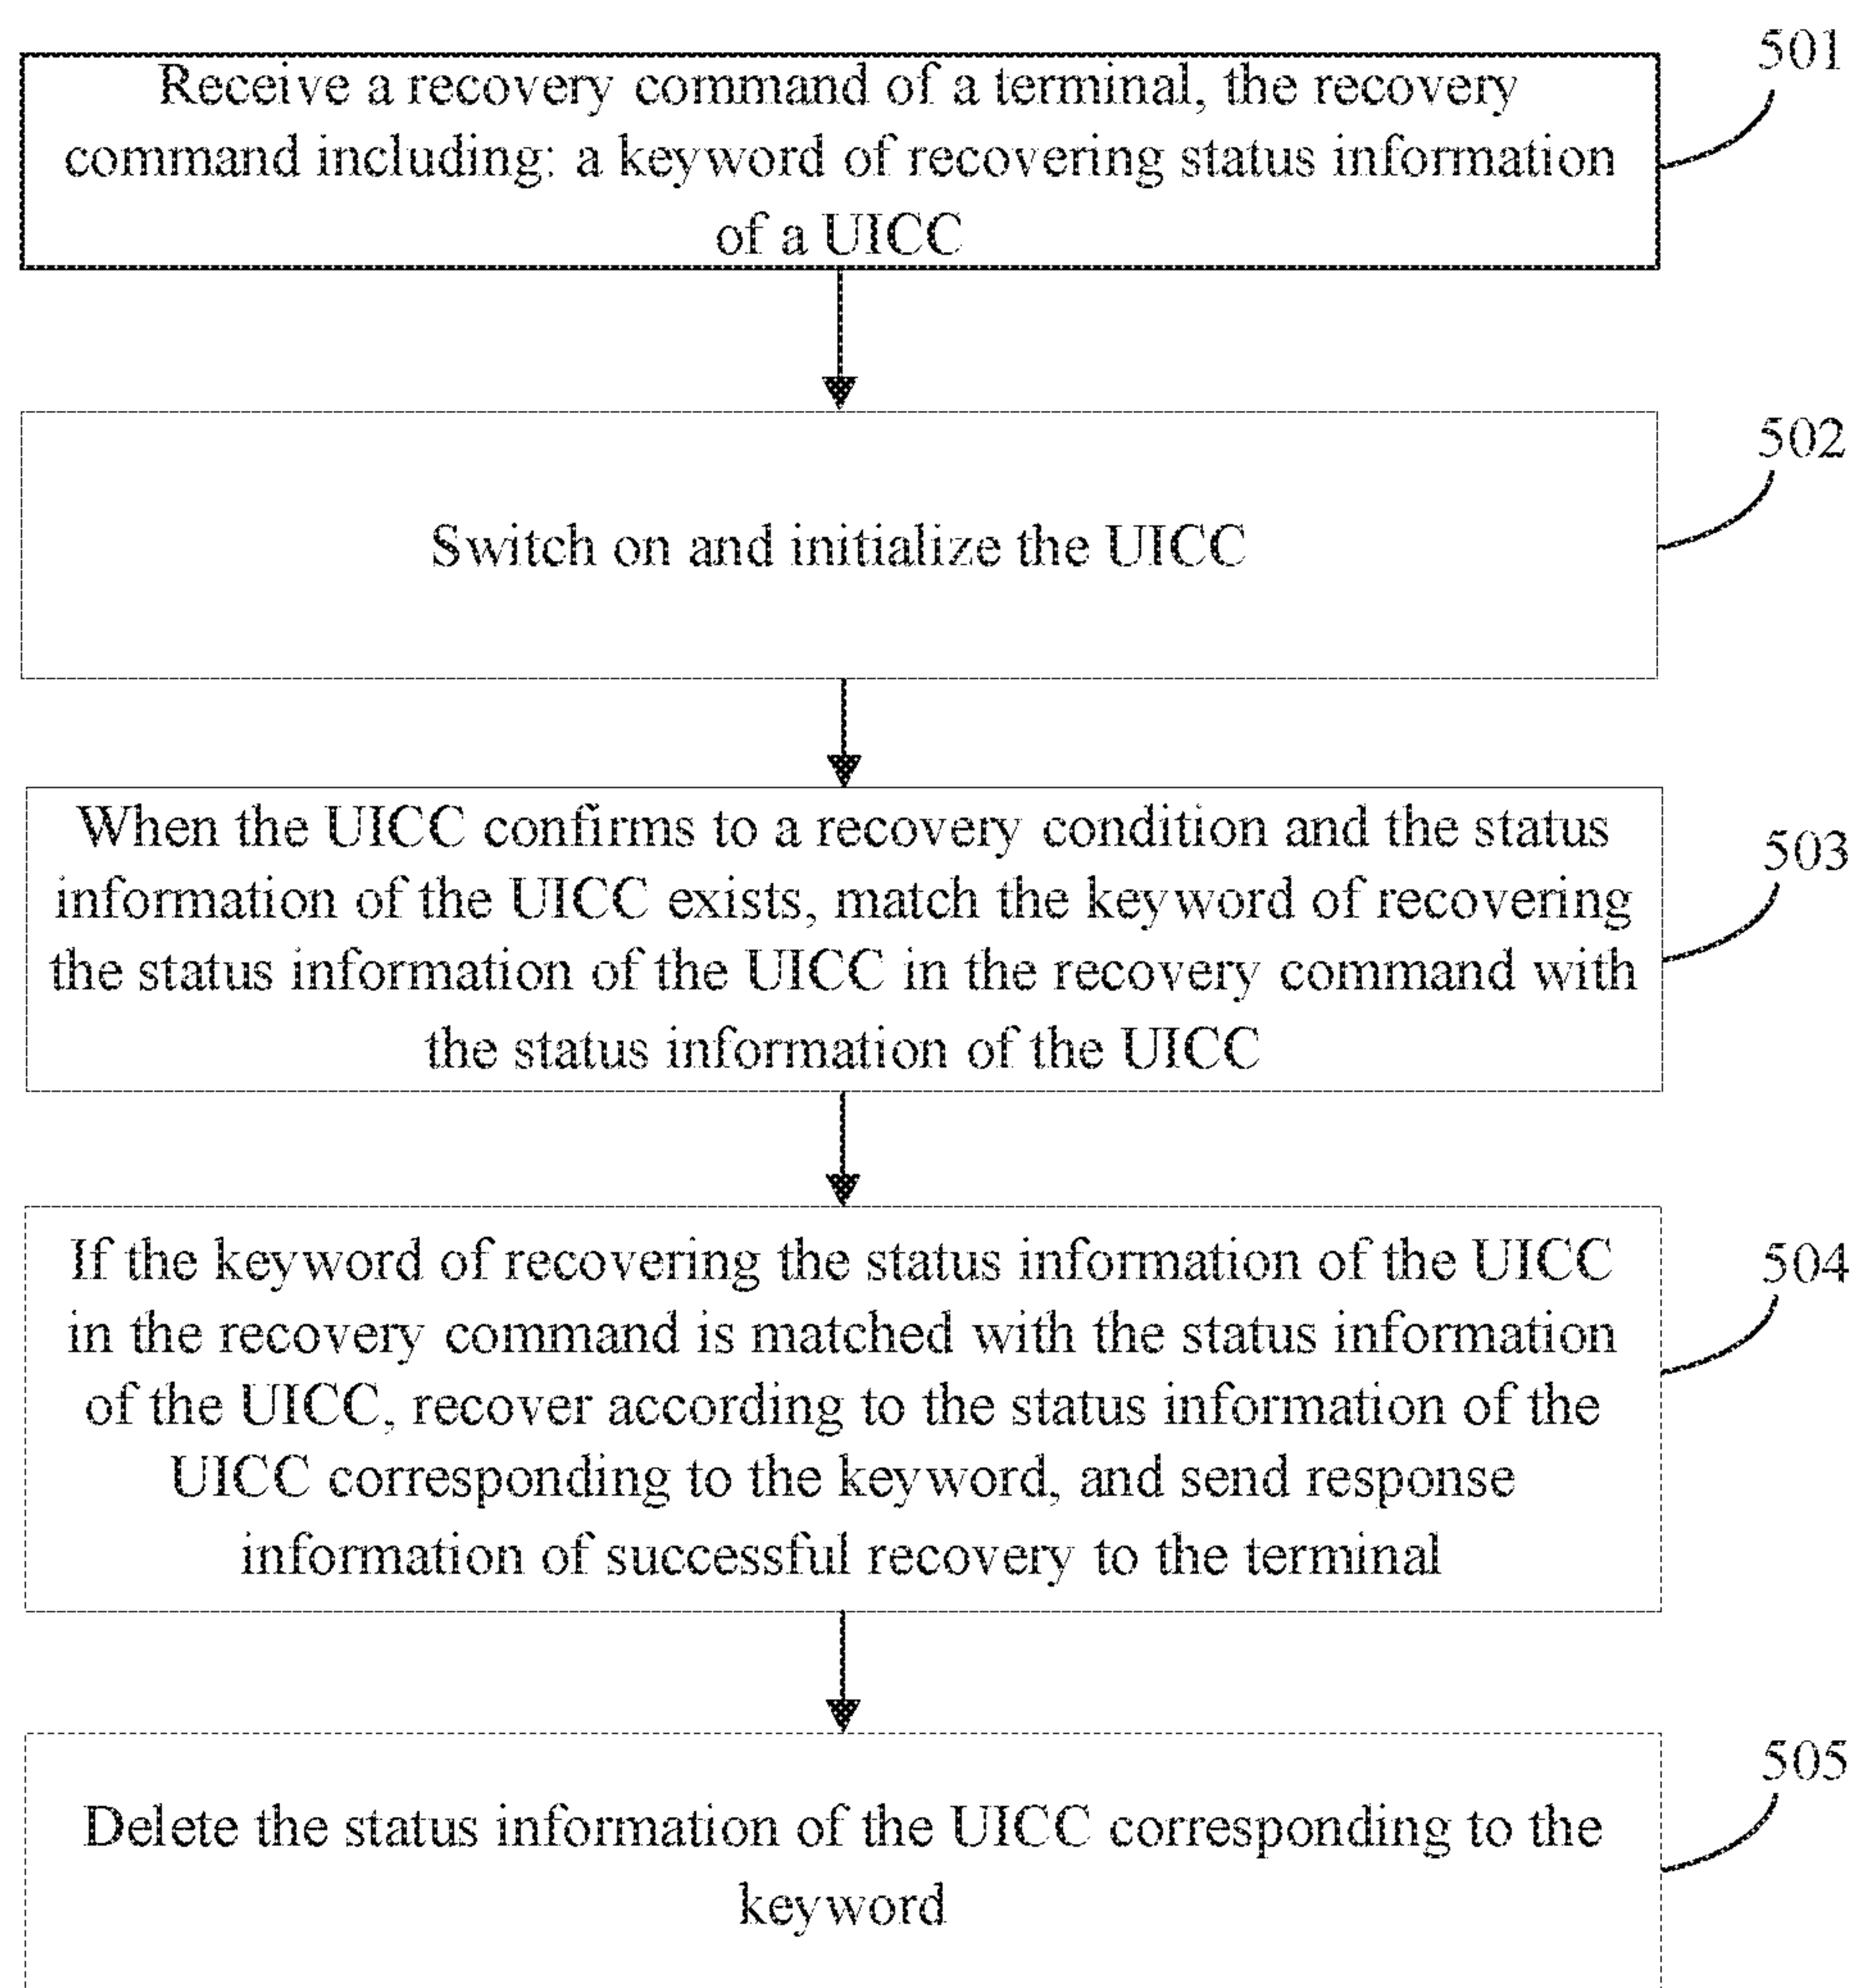 501
Receive a recovery command of a terminal, the recovery
command including: a keyword of recovering status information
of a UICC
502
Switch on and initialize the UICC
503
When the UICC confirms to a recovery condition and the status
information of the UICC exists, match the keyword of recovering
the status information of the UICC in the recovery command with
the status information of the UICC
504
If the keyword of recovering the status information of the UICC
in the recovery command is matched with the status information
of the UICC, recover according to the status information of the
UICC corresponding to the keyword, and send response
information of successful recovery to the terminal
505
Delete the status information of the UICC corresponding to the
keyword